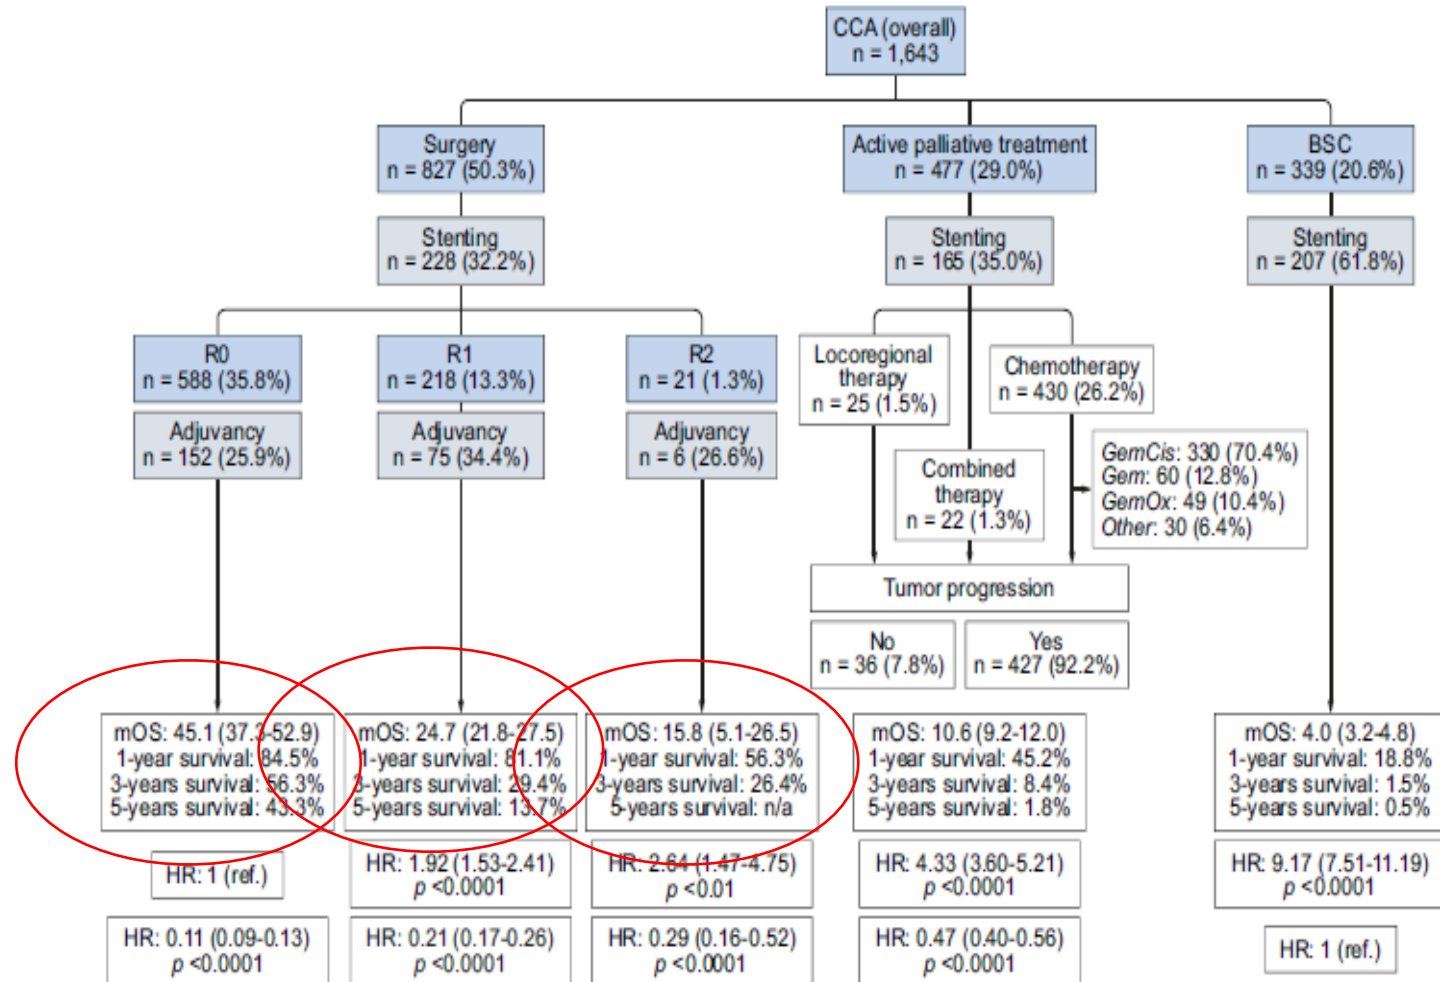 CCA (overall)
n = 1,643
Surgery
n = 827 (50.3%)
Active palliative treatment
n = 477 (29.0%)
BSC
n = 339 (20.6%)
Stenting
n = 228 (32.2%)
Stenting
n = 165 (35.0%)
Stenting
n = 207 (61.8%)
R0
n = 588 (35.8%)
R1
n = 218 (13.3%)
R2
n = 21 (1.3%)
Locoregional
therapy
n = 25 (1.5%)
Chemotherapy
n = 430 (26.2%)
Adjuvancy
n = 152 (25.9%)
Adjuvancy
n = 75 (34.4%)
Adjuvancy
n = 6 (26.6%)
Combined
therapy
n = 22 (1.3%)
GemCis: 330 (70.4%)
Gem: 60 (12.8%)
GemOx: 49 (10.4%)
Other: 30 (6.4%)
Tumor progression
No
n = 36 (7.8%)
Yes
n = 427 (92.2%)
mOS: 45.1 (37.3-52.9)
1-year survival: 84.5%
3-years survival: 56.3%
5-years survival: 43.3%
mOS: 24.7 (21.8-27.5)
1-year survival: 81.1%
3-years survival: 29.4%
5-years survival: 13.7%
mOS: 15.8 (5.1-26.5)
1-year survival: 56.3%
3-years survival: 26.4%
5-years survival: n/a
mOS: 10.6 (9.2-12.0)
1-year survival: 45.2%
3-years survival: 8.4%
5-years survival: 1.8%
mOS: 4.0 (3.2-4.8)
1-year survival: 18.8%
3-years survival: 1.5%
5-years survival: 0.5%
HR: 1 (ref.)
HR: 1.92 (1.53-2.41)
p <0.0001
HR: 2.64 (1.47-4.75)
p <0.01
HR: 4.33 (3.60-5.21)
p <0.0001
HR: 9.17 (7.51-11.19)
p <0.0001
HR: 0.11 (0.09-0.13)
p <0.0001
HR: 0.21 (0.17-0.26)
p <0.0001
HR: 0.29 (0.16-0.52)
p <0.0001
HR: 0.47 (0.40-0.56)
p <0.0001
HR: 1 (ref.)